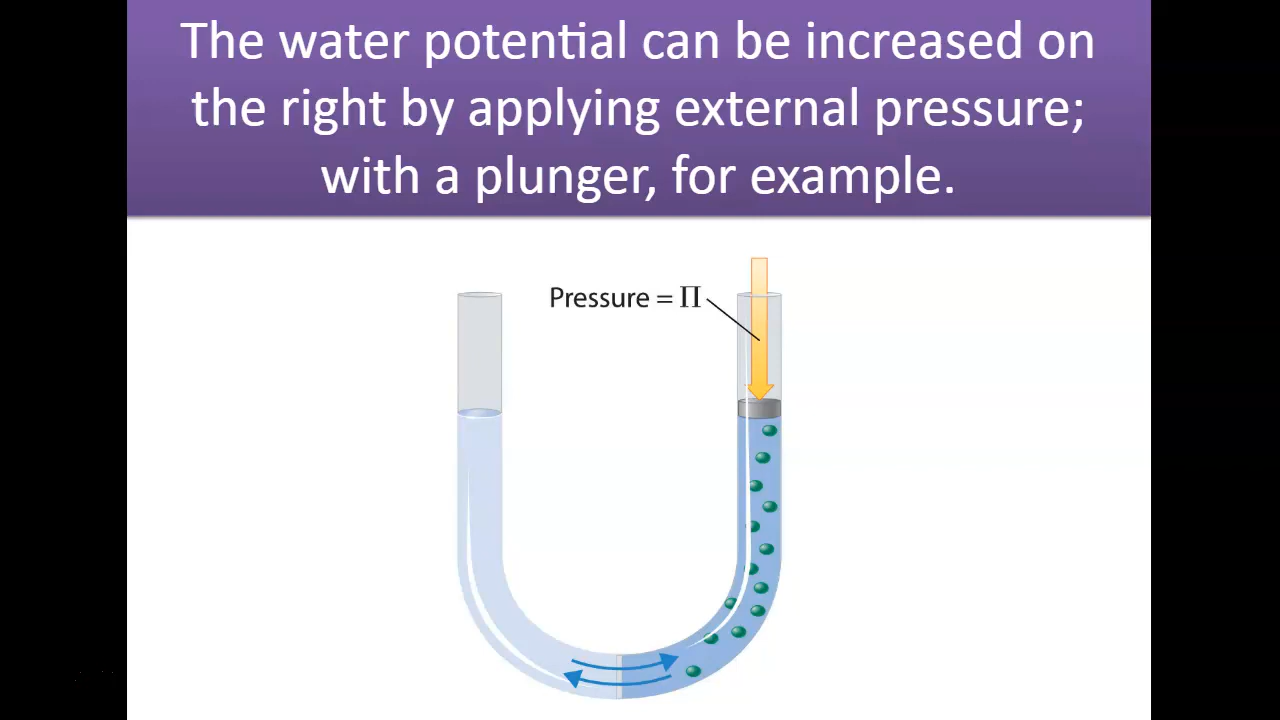 The water potential can be increased on
the right by applying external pressure;
with a plunger, for example.
Pressure = Π